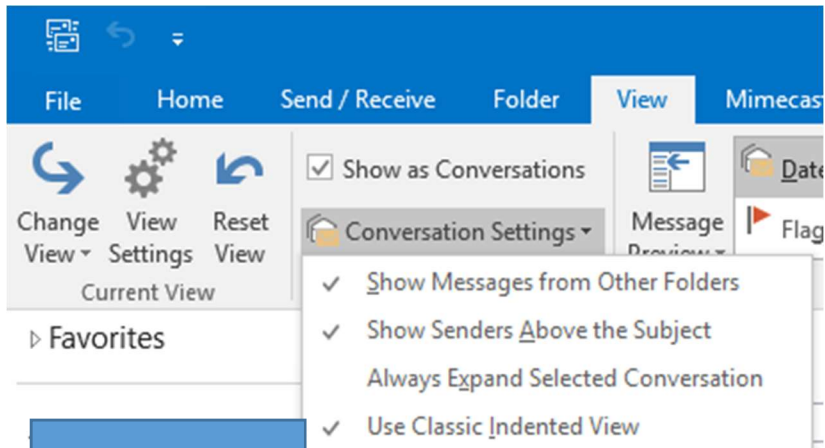 File Home Send / Receive Folder View Mimecas
Show as Conversations
Date
Change View Reset
View Settings View
Conversation Settings
Message
Preview
Flag
Current View
Show Messages from Other Folders
Favorites
Show Senders Above the Subject
Always Expand Selected Conversation
Use Classic Indented View